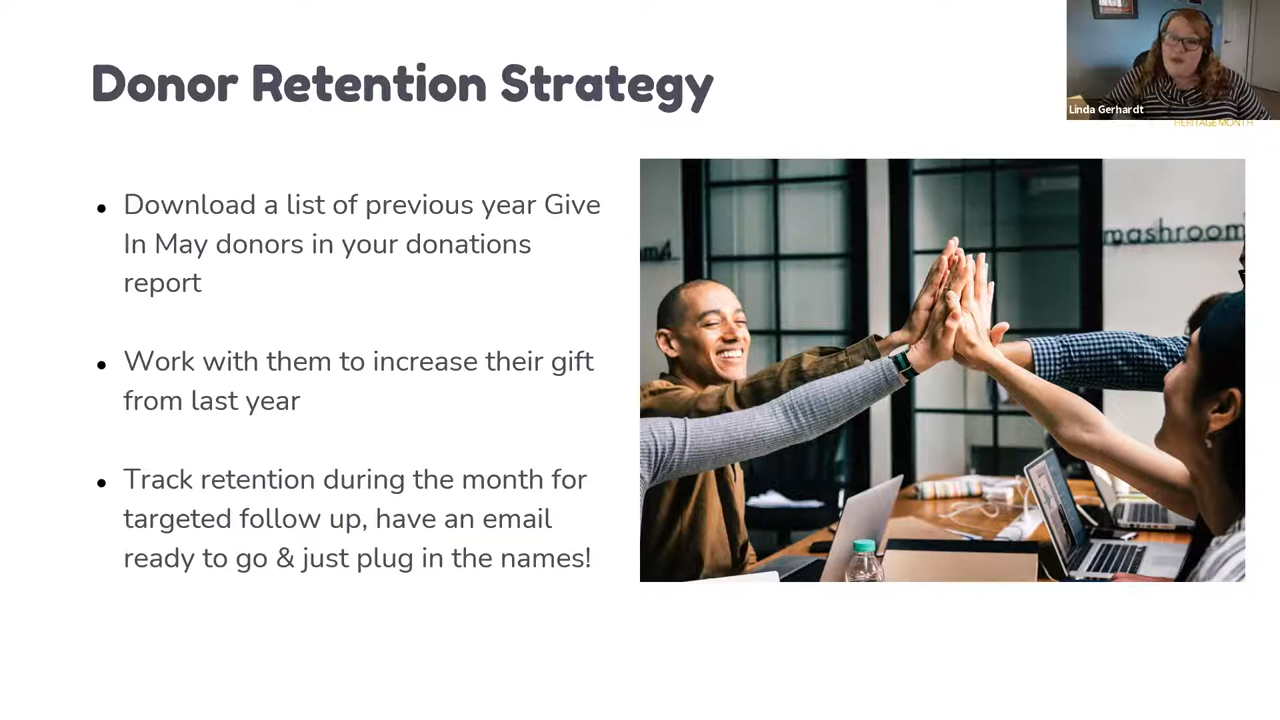 Donor Retention Strategy
Linda Gerhardt
HERITAGE MONTH
• Download a list of previous year Give
In May donors in your donations
report
• Work with them to increase their gift
from last year
• Track retention during the month for
targeted follow up, have an email
ready to go & just plug in the names!
mashroom